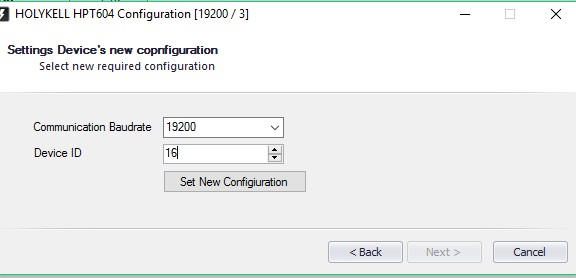 HOLYKELL HPT604 Configuration [19200 / 3]
Settings Device's new copnfiguration
Select new required configuration
Communication Baudrate 19200
Device ID 16
Set New Configiuration
< Back Next > Cancel